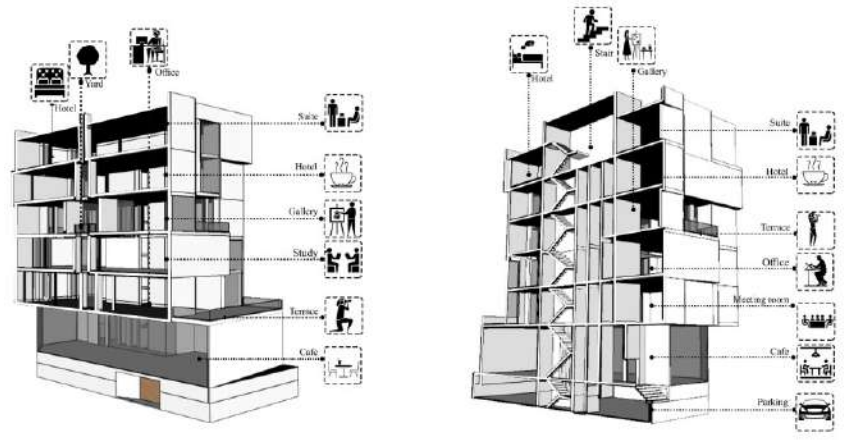 Hotel
Yard
Office
Suite
Hotel
Gallery
Study
Terrace
Cafe
Hotel
Stair
Gallery
Suite
Hotel
Terrace
Office
Meeting room
Cafe
Parking